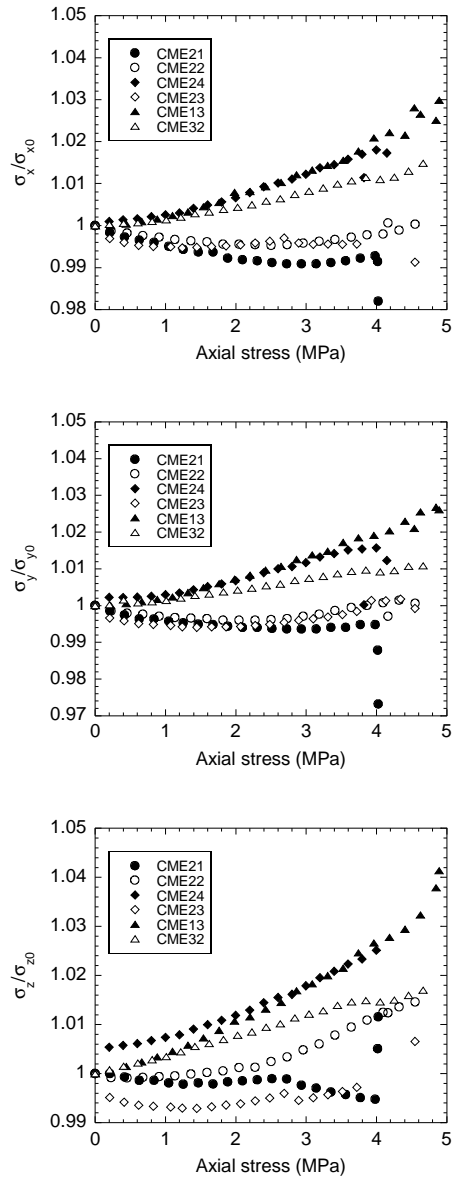 1.05
1.04
1.03
1.02
1.01
1
0.99
0.98
σx/σx0
CME21
CME22
CME24
CME23
CME13
CME32
0 1 2 3 4 5
Axial stress (MPa)
1.05
1.04
1.03
1.02
1.01
1
0.99
0.98
0.97
σy/σy0
CME21
CME22
CME24
CME23
CME13
CME32
0 1 2 3 4 5
Axial stress (MPa)
1.05
1.04
1.03
1.02
1.01
1
0.99
σz/σz0
CME21
CME22
CME24
CME23
CME13
CME32
0 1 2 3 4 5
Axial stress (MPa)